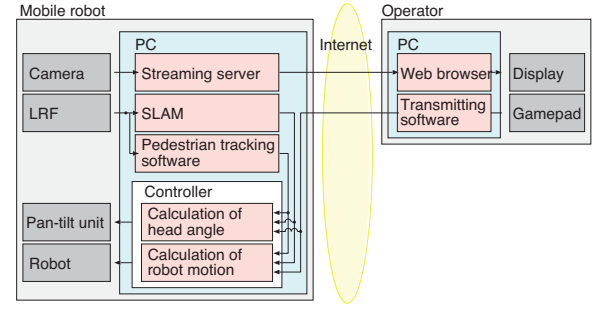 Mobile robot
Operator
PC
Internet
PC
Camera
Streaming server
Web browser
Display
LRF
SLAM
Transmitting
software
Gamepad
Pedestrian tracking
software
Controller
Pan-tilt unit
Calculation of
head angle
Robot
Calculation of
robot motion